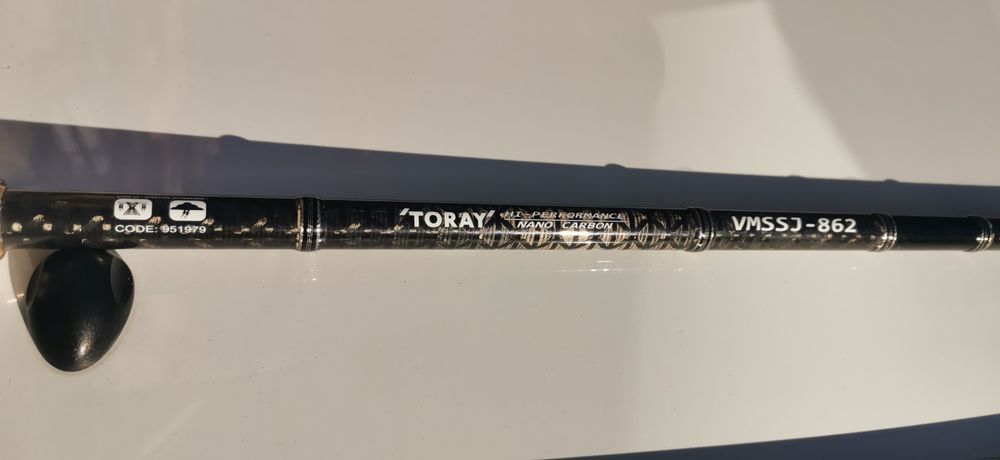 "X"
CODE: 951979
'TORAY'
HI-PERFORMANCE
NANO CARBON
VMSSJ-862